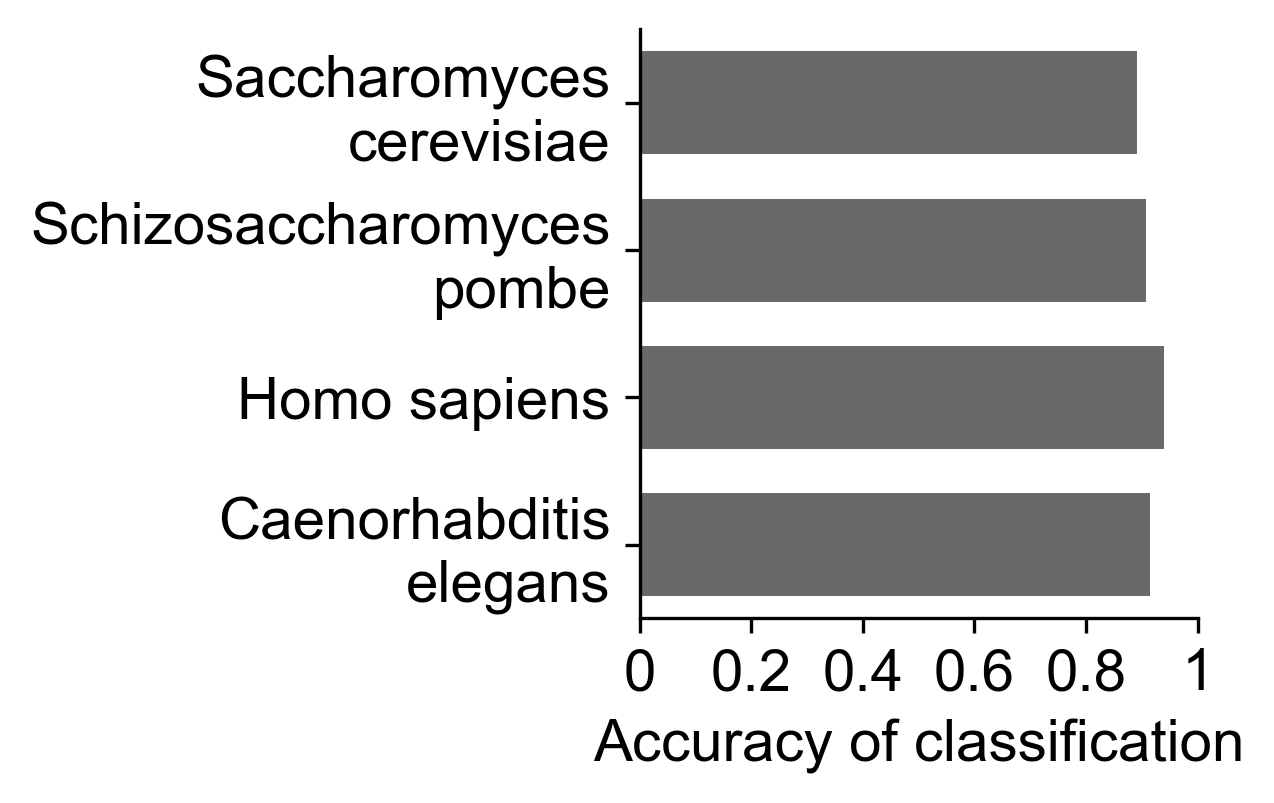 Saccharomyces
cerevisiae
Schizosaccharomyces
pombe
Homo sapiens
Caenorhabditis
elegans
0 0.2 0.4 0.6 0.8 1
Accuracy of classification